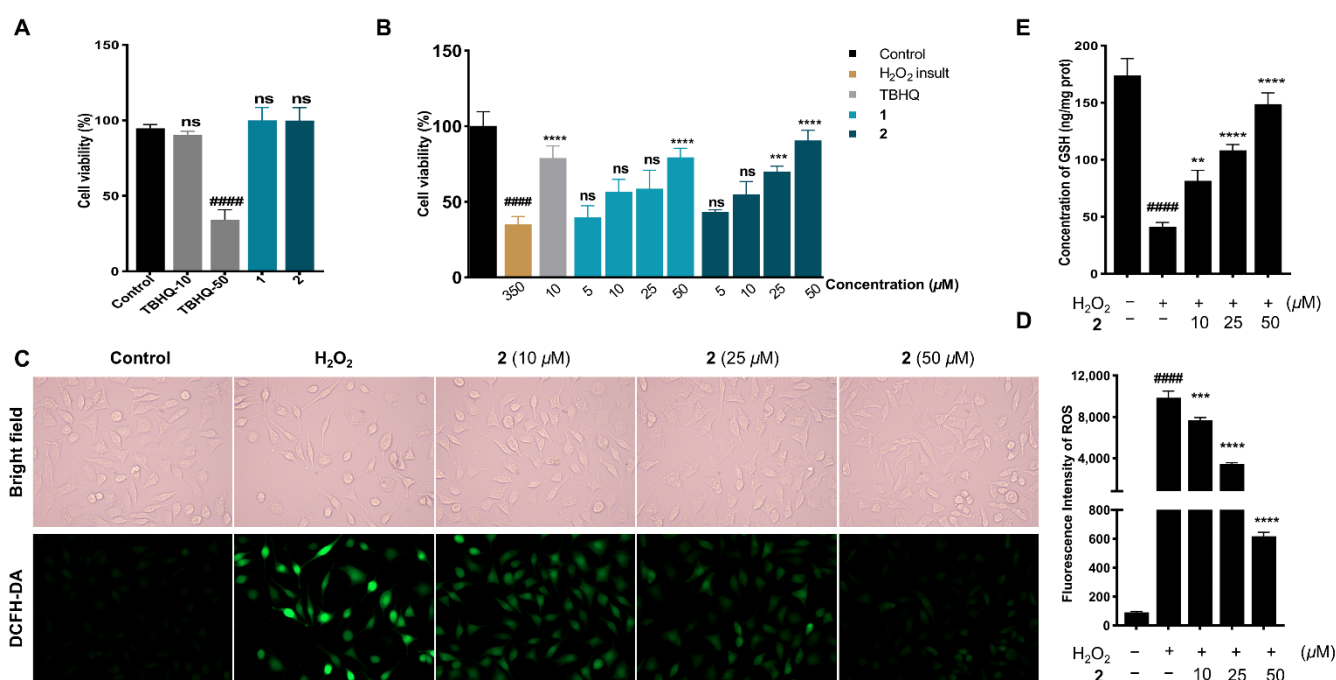 A
Cell viability (%)
150
100
50
0
ns
####
ns
ns
Control
TBHQ-10
TBHQ-50
1
2
B
Cell viability (%)
150
100
50
0
####
****
ns
ns
ns
****
ns
ns
***
****
350
10
5
10
25
50
5
10
25
50
Concentration (µM)
Control
H₂O₂ insult
TBHQ
1
2
E
Concentration of GSH (ng/mg prot)
200
150
100
50
0
####
**
****
****
H₂O₂ − + + + + (µM)
2 − − 10 25 50
C
Control
H₂O₂
2 (10 µM)
2 (25 µM)
2 (50 µM)
Bright field
DCFH-DA
D
Fluorescence Intensity of ROS
12,000
8,000
4,000
800
600
400
200
0
####
***
****
****
H₂O₂ − + + + + (µM)
2 − − 10 25 50